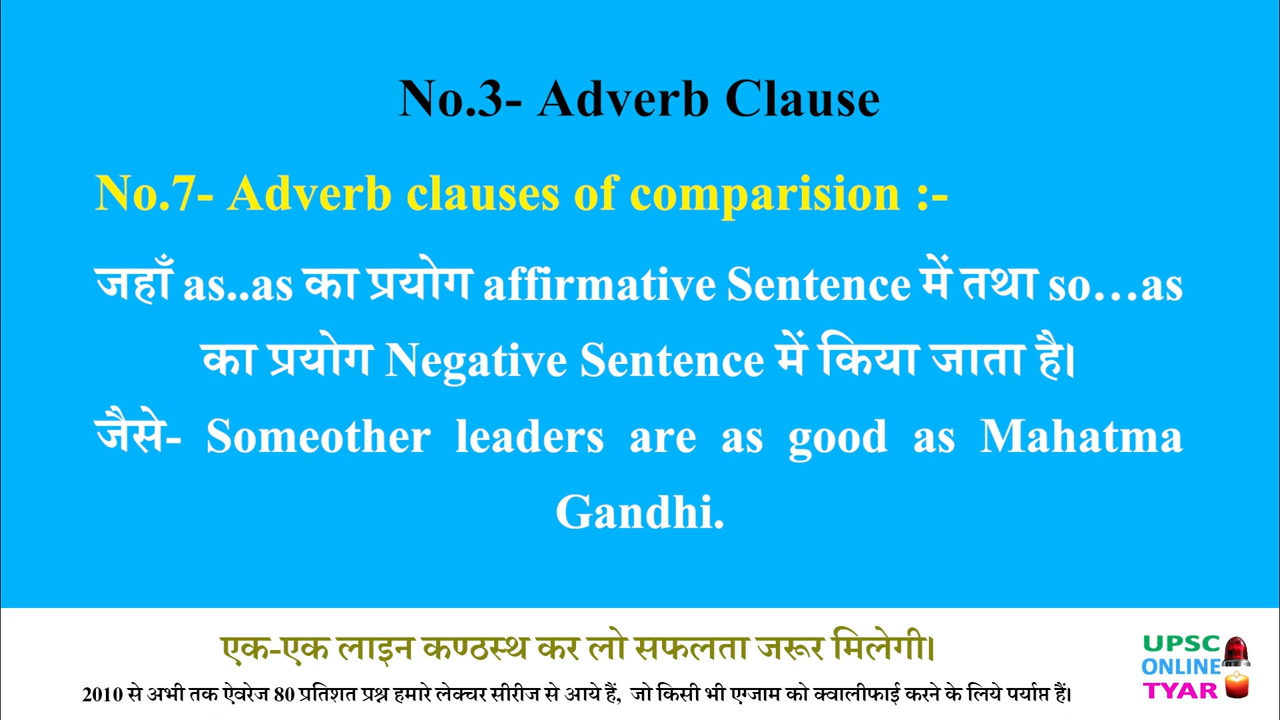 No.3- Adverb Clause
No.7- Adverb clauses of comparision :-
जहाँ as..as का प्रयोग affirmative Sentence में तथा so…as
का प्रयोग Negative Sentence में किया जाता है।
जैसे- Someother leaders are as good as Mahatma
Gandhi.
एक-एक लाइन कण्ठस्थ कर लो सफलता जरूर मिलेगी।
2010 से अभी तक ऐवरेज 80 प्रतिशत प्रश्न हमारे लेक्चर सीरीज से आये हैं, जो किसी भी एग्जाम को क्वालीफाई करने के लिये पर्याप्त हैं।
UPSC
ONLINE
TYAR